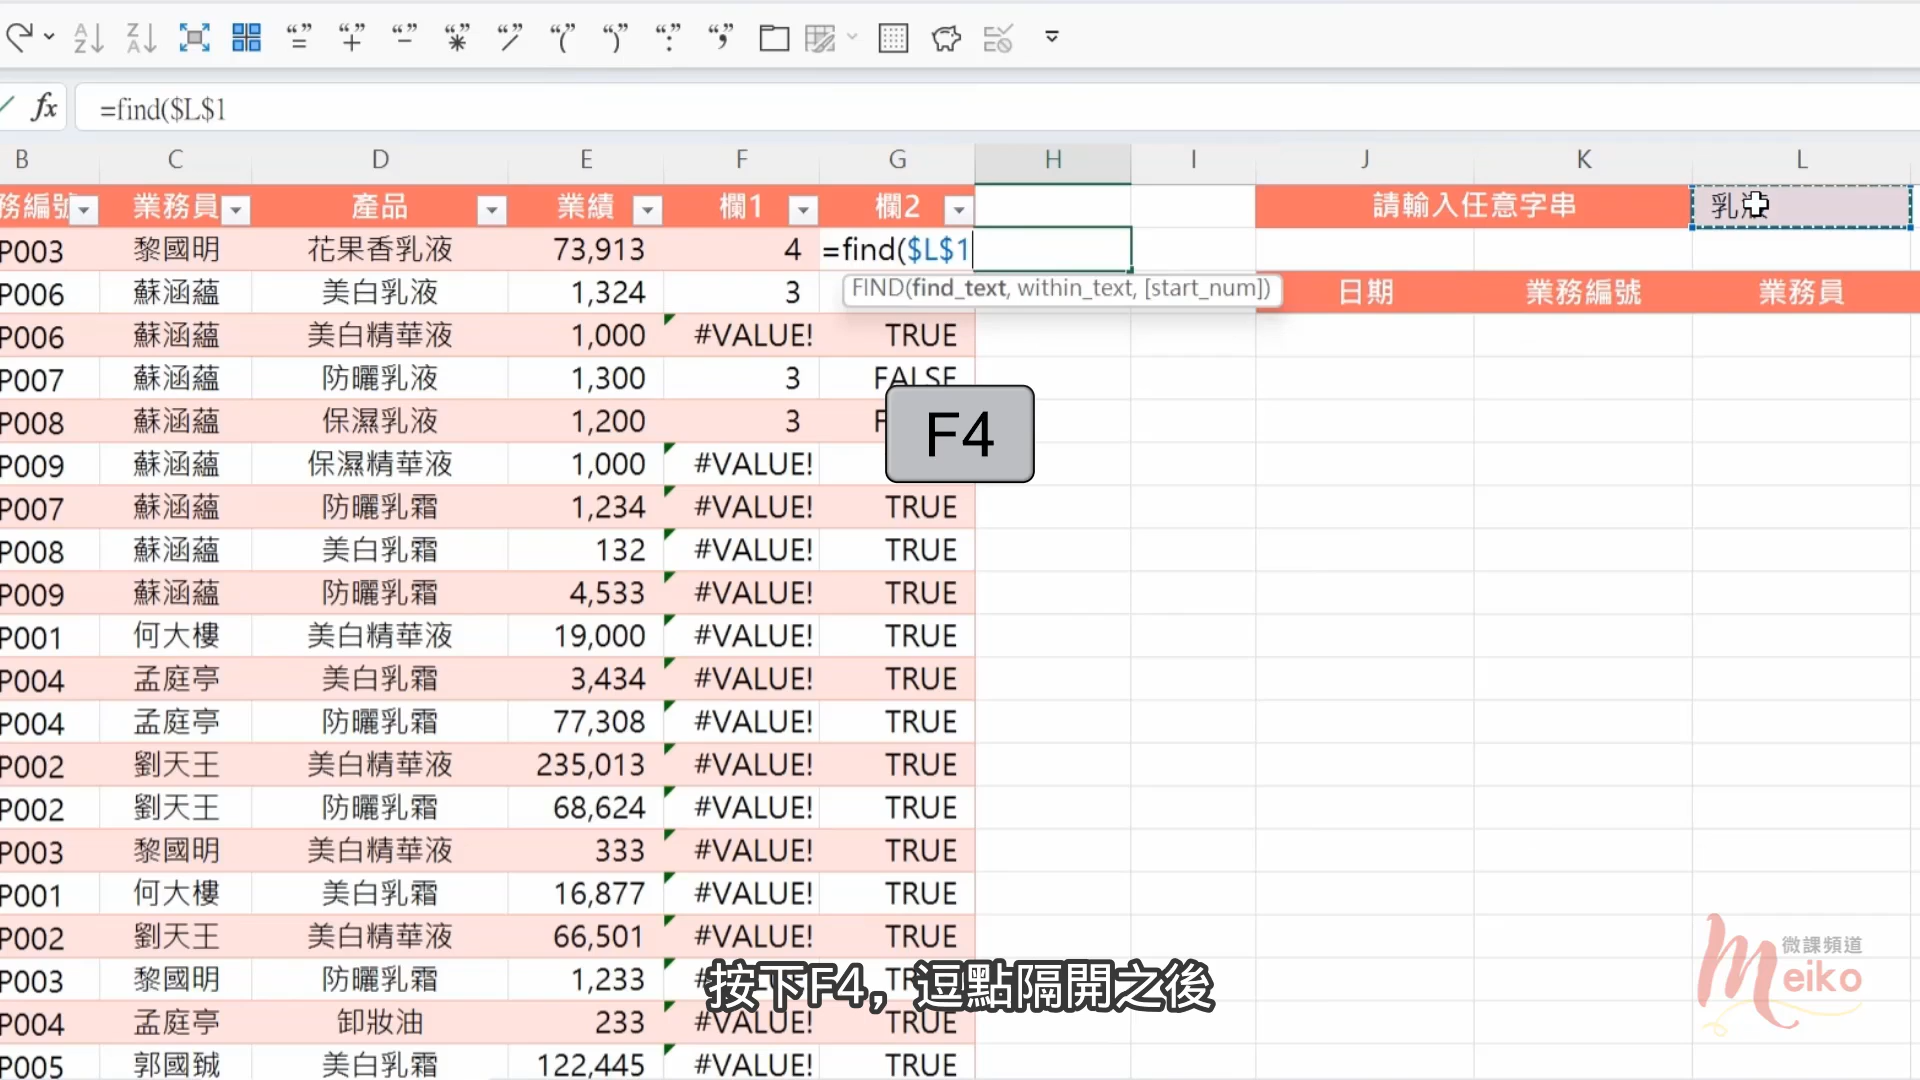 =find($L$1
B C D E F G H I J K L
務編號 業務員 產品 業績 欄1 欄2 請輸入任意字串
P003 黎國明 花果香乳液 73,913 4 =find($L$1
P006 蘇涵蘊 美白乳液 1,324 3 FIND(find_text, within_text, [start_num]) 日期 業務編號 業務員
P006 蘇涵蘊 美白精華液 1,000 #VALUE! TRUE
P007 蘇涵蘊 防曬乳液 1,300 3 FALSE
P008 蘇涵蘊 保濕乳液 1,200 3
F4
P009 蘇涵蘊 保濕精華液 1,000 #VALUE!
P007 蘇涵蘊 防曬乳霜 1,234 #VALUE! TRUE
P008 蘇涵蘊 美白乳霜 132 #VALUE! TRUE
P009 蘇涵蘊 防曬乳霜 4,533 #VALUE! TRUE
P001 何大樓 美白精華液 19,000 #VALUE! TRUE
P004 孟庭亭 美白乳霜 3,434 #VALUE! TRUE
P004 孟庭亭 防曬乳霜 77,308 #VALUE! TRUE
P002 劉天王 美白精華液 235,013 #VALUE! TRUE
P002 劉天王 防曬乳霜 68,624 #VALUE! TRUE
P003 黎國明 美白精華液 333 #VALUE! TRUE
P001 何大樓 美白乳霜 16,877 #VALUE! TRUE
P002 劉天王 美白精華液 66,501 #VALUE! TRUE
P003 黎國明 防曬乳霜 1,233
P004 孟庭亭 卸妝油 233 TRUE
P005 郭國臹 美白乳霜 122,445 #VALUE! TRUE
按下F4，逗點隔開之後
微課頻道
Meiko